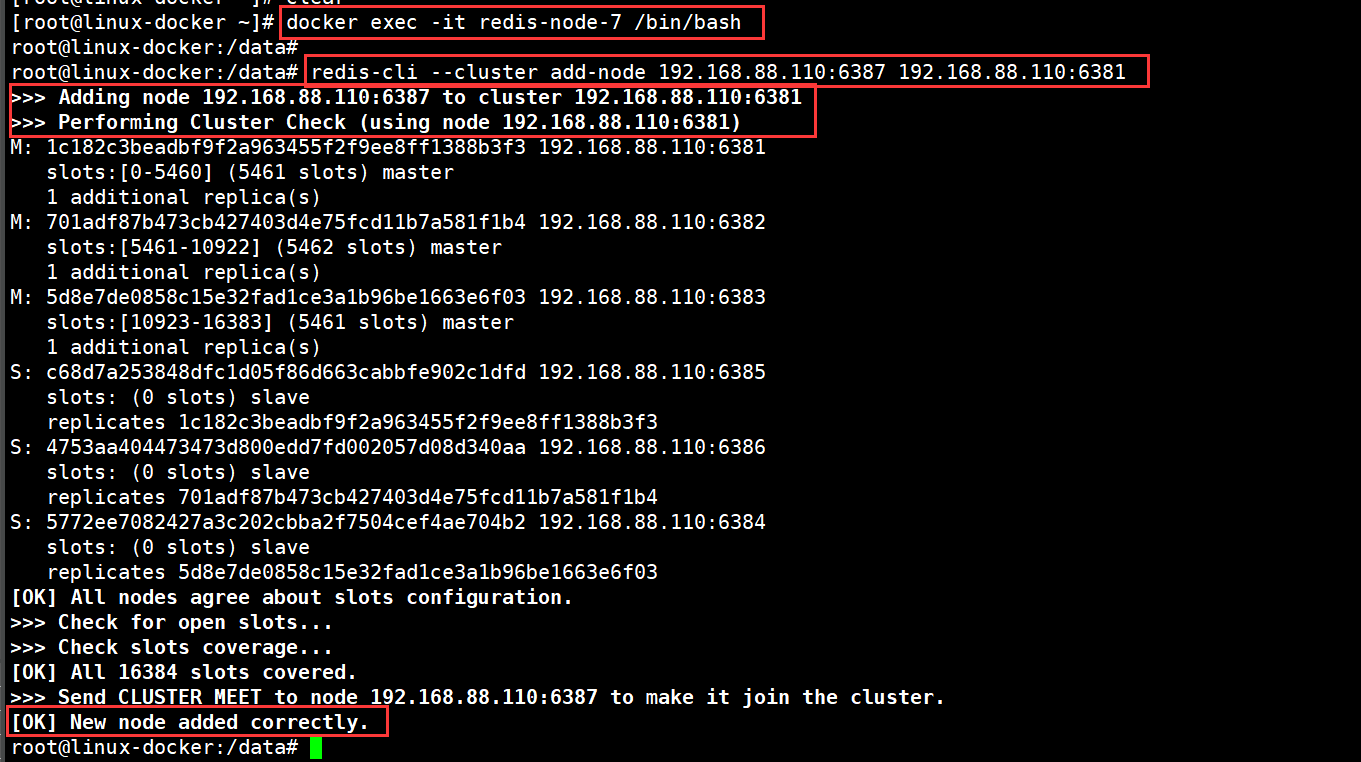 [root@linux-docker ~]# clear
[root@linux-docker ~]# docker exec -it redis-node-7 /bin/bash
root@linux-docker:/data#
root@linux-docker:/data# redis-cli --cluster add-node 192.168.88.110:6387 192.168.88.110:6381
>>> Adding node 192.168.88.110:6387 to cluster 192.168.88.110:6381
>>> Performing Cluster Check (using node 192.168.88.110:6381)
M: 1c182c3beadbf9f2a963455f2f9ee8ff1388b3f3 192.168.88.110:6381
   slots:[0-5460] (5461 slots) master
   1 additional replica(s)
M: 701adf87b473cb427403d4e75fcd11b7a581f1b4 192.168.88.110:6382
   slots:[5461-10922] (5462 slots) master
   1 additional replica(s)
M: 5d8e7de0858c15e32fad1ce3a1b96be1663e6f03 192.168.88.110:6383
   slots:[10923-16383] (5461 slots) master
   1 additional replica(s)
S: c68d7a253848dfc1d05f86d663cabbfe902c1dfd 192.168.88.110:6385
   slots: (0 slots) slave
   replicates 1c182c3beadbf9f2a963455f2f9ee8ff1388b3f3
S: 4753aa404473473d800edd7fd002057d08d340aa 192.168.88.110:6386
   slots: (0 slots) slave
   replicates 701adf87b473cb427403d4e75fcd11b7a581f1b4
S: 5772ee7082427a3c202cbba2f7504cef4ae704b2 192.168.88.110:6384
   slots: (0 slots) slave
   replicates 5d8e7de0858c15e32fad1ce3a1b96be1663e6f03
[OK] All nodes agree about slots configuration.
>>> Check for open slots...
>>> Check slots coverage...
[OK] All 16384 slots covered.
>>> Send CLUSTER MEET to node 192.168.88.110:6387 to make it join the cluster.
[OK] New node added correctly.
root@linux-docker:/data#